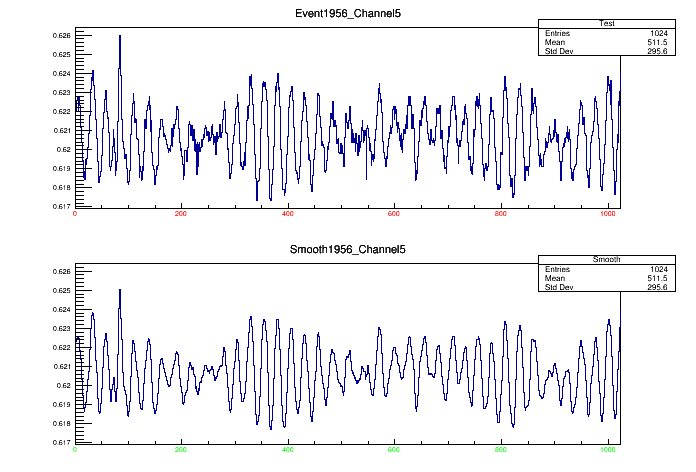 Event1956_Channel5
Test
Entries 1024
Mean 511.5
Std Dev 295.6
0.626
0.625
0.624
0.623
0.622
0.621
0.62
0.619
0.618
0.617
0 200 400 600 800 1000
Smooth1956_Channel5
Smooth
Entries 1024
Mean 511.5
Std Dev 295.6
0.626
0.625
0.624
0.623
0.622
0.621
0.62
0.619
0.618
0.617
0 200 400 600 800 1000